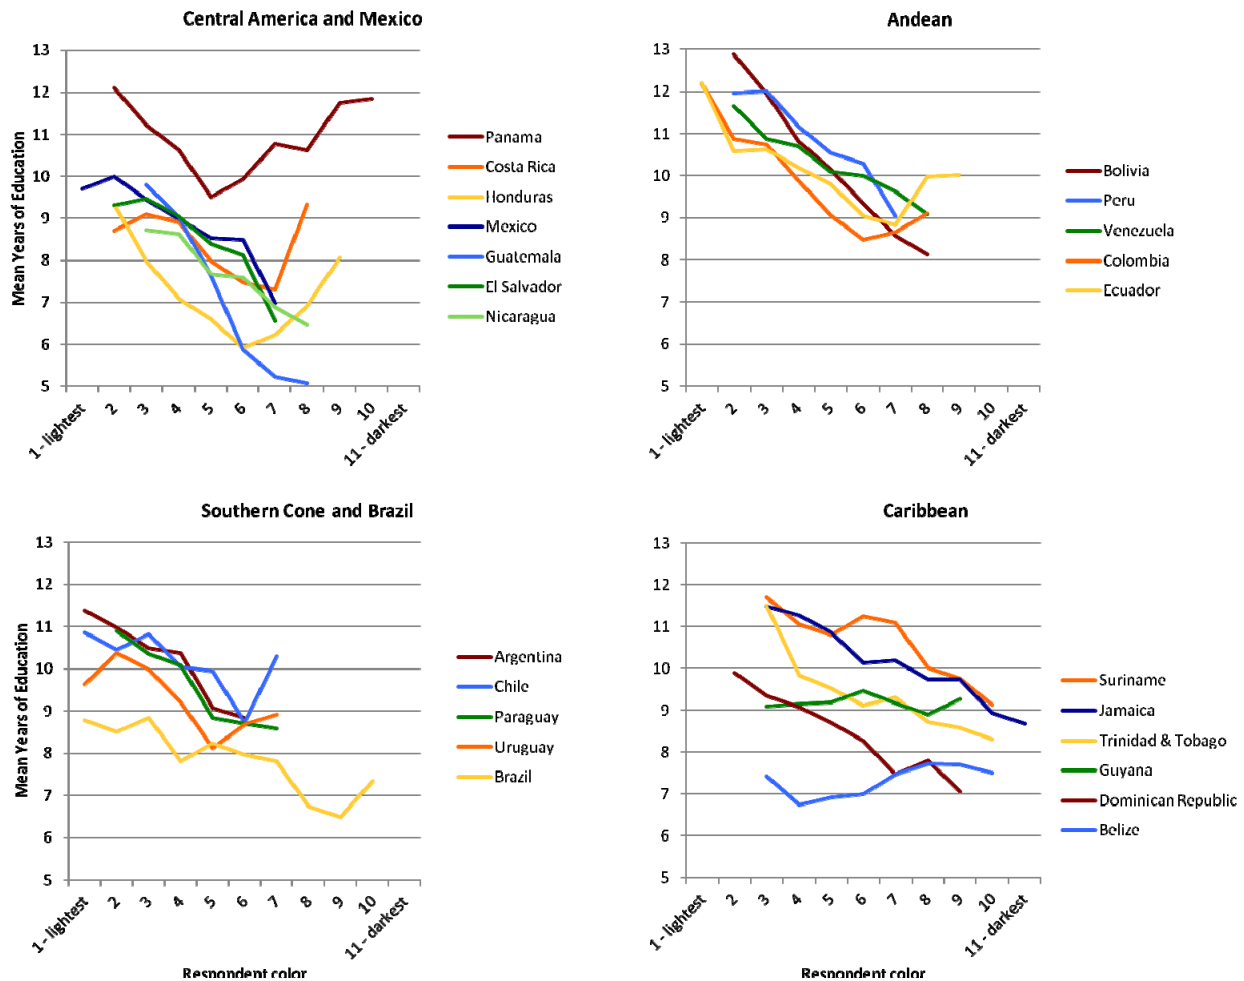 Central America and Mexico
Mean Years of Education
13
12
11
10
9
8
7
6
5
1 - lightest
2
3
4
5
6
7
8
9
10
11 - darkest
Panama
Costa Rica
Honduras
Mexico
Guatemala
El Salvador
Nicaragua
Andean
13
12
11
10
9
8
7
6
5
1 - lightest
2
3
4
5
6
7
8
9
10
11 - darkest
Bolivia
Peru
Venezuela
Colombia
Ecuador
Southern Cone and Brazil
Mean Years of Education
13
12
11
10
9
8
7
6
5
1 - lightest
2
3
4
5
6
7
8
9
10
11 - darkest
Respondent color
Argentina
Chile
Paraguay
Uruguay
Brazil
Caribbean
13
12
11
10
9
8
7
6
5
1 - lightest
2
3
4
5
6
7
8
9
10
11 - darkest
Respondent color
Suriname
Jamaica
Trinidad & Tobago
Guyana
Dominican Republic
Belize